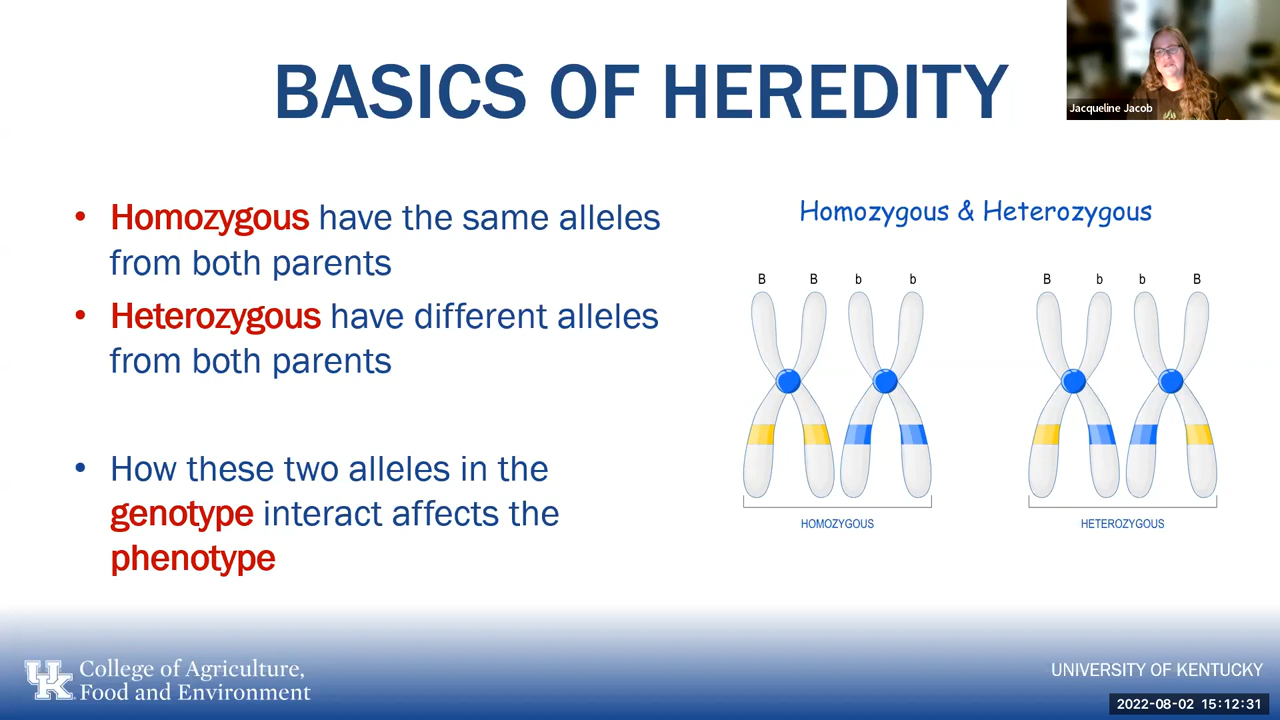 BASICS OF HEREDITY
Jacqueline Jacob
• Homozygous have the same alleles
from both parents
• Heterozygous have different alleles
from both parents
• How these two alleles in the
genotype interact affects the
phenotype
Homozygous & Heterozygous
B B b b
B b b B
HOMOZYGOUS
HETEROZYGOUS
UK
College of Agriculture,
Food and Environment
UNIVERSITY OF KENTUCKY
2022-08-02 15:12:31